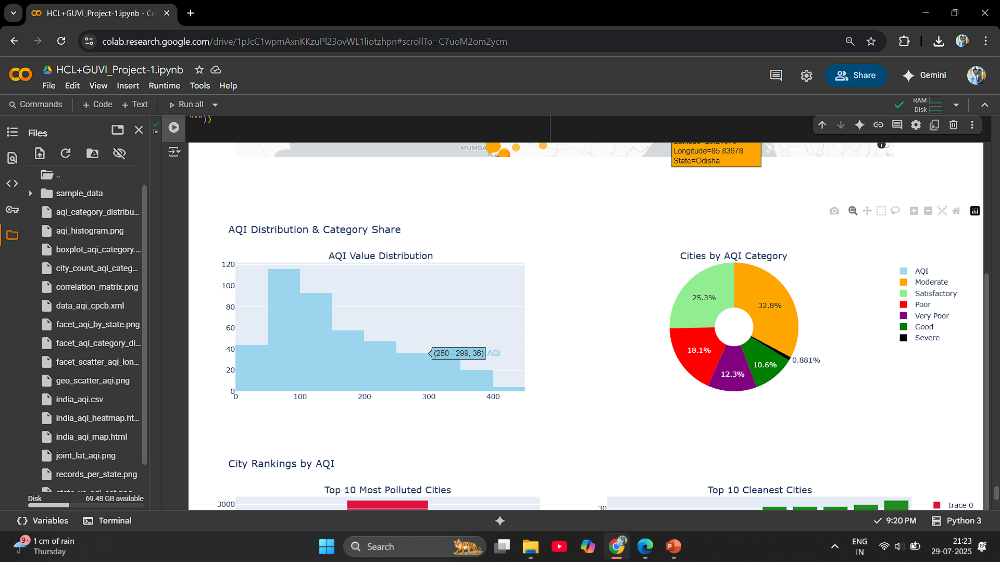 HCL+GUVI_Project-1.ipynb - Co
colab.research.google.com/drive/1pJcC1wpmAxnKKzuPl23ovWL1liotzhpn#scrollTo=C7uoM2om2ycm
HCL+GUVI_Project-1.ipynb
File Edit View Insert Runtime Tools Help
Share
Gemini
Commands
+ Code + Text
Run all
RAM
Disk
Files
5s
"""))
..
sample_data
aqi_category_distribu...
aqi_histogram.png
boxplot_aqi_category....
city_count_aqi_categ...
correlation_matrix.png
data_aqi_cpcb.xml
facet_aqi_by_state.png
facet_aqi_category_di...
facet_scatter_aqi_lon...
geo_scatter_aqi.png
india_aqi.csv
india_aqi_heatmap.ht...
india_aqi_map.html
joint_lat_aqi.png
records_per_state.png
Disk 69.48 GB available
MUMBA
Pun
Longitude=85.83678
State=Odisha
AQI Distribution & Category Share
AQI Value Distribution
120
100
80
60
40
20
0
0 100 200 300 400
(250 - 299, 36) AQI
Cities by AQI Category
25.3%
32.8%
18.1%
12.3%
10.6%
0.881%
AQI
Moderate
Satisfactory
Poor
Very Poor
Good
Severe
City Rankings by AQI
Top 10 Most Polluted Cities
3000
Top 10 Cleanest Cities
30
trace 0
Variables Terminal
9:20 PM Python 3
9+
1 cm of rain
Thursday
Search
ENG
IN
21:23
29-07-2025